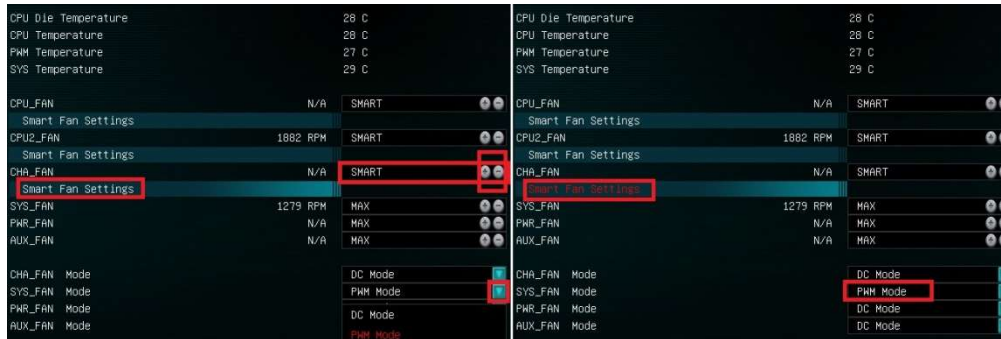 CPU Die Temperature 28 C
CPU Temperature 28 C
PWM Temperature 27 C
SYS Temperature 29 C
CPU_FAN N/A SMART
Smart Fan Settings
CPU2_FAN 1882 RPM SMART
Smart Fan Settings
CHA_FAN N/A SMART
Smart Fan Settings
SYS_FAN 1279 RPM MAX
PWR_FAN N/A MAX
AUX_FAN N/A MAX
CHA_FAN Mode DC Mode
SYS_FAN Mode PWM Mode
PWR_FAN Mode DC Mode
AUX_FAN Mode PWM Mode
CPU Die Temperature 28 C
CPU Temperature 28 C
PWM Temperature 27 C
SYS Temperature 29 C
CPU_FAN N/A SMART
Smart Fan Settings
CPU2_FAN 1882 RPM SMART
Smart Fan Settings
CHA_FAN N/A SMART
Smart Fan Settings
SYS_FAN 1279 RPM MAX
PWR_FAN N/A MAX
AUX_FAN N/A MAX
CHA_FAN Mode DC Mode
SYS_FAN Mode PWM Mode
PWR_FAN Mode DC Mode
AUX_FAN Mode DC Mode